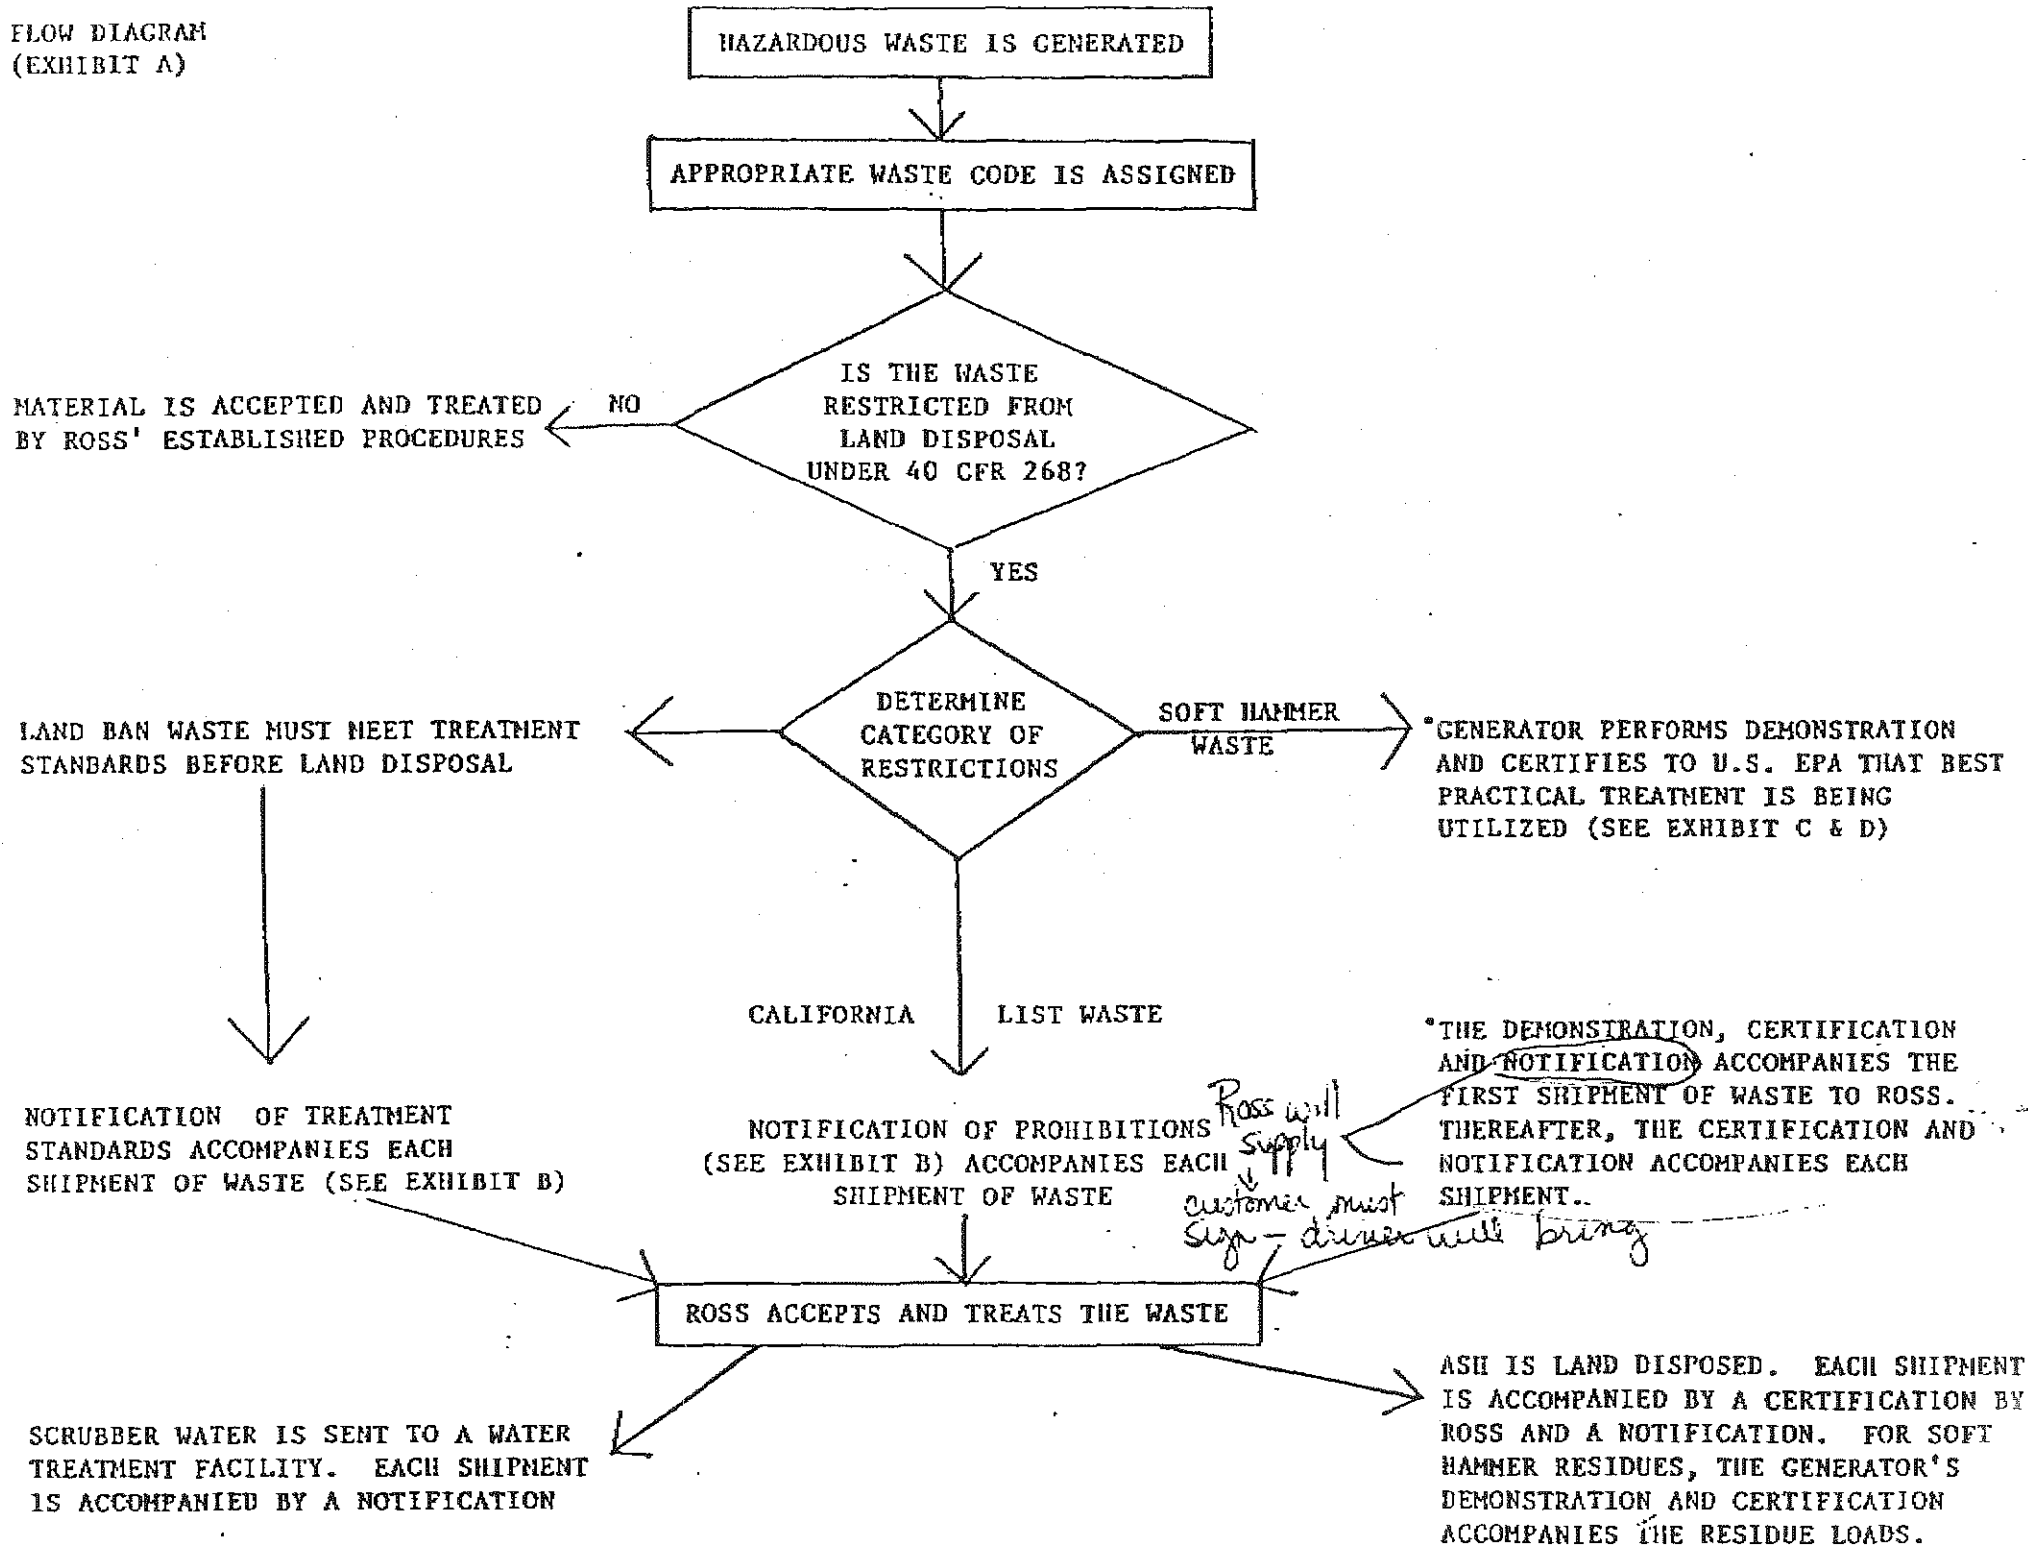 FLOW DIAGRAM
(EXHIBIT A)
HAZARDOUS WASTE IS GENERATED
APPROPRIATE WASTE CODE IS ASSIGNED
IS THE WASTE
RESTRICTED FROM
LAND DISPOSAL
UNDER 40 CFR 268?
NO
MATERIAL IS ACCEPTED AND TREATED
BY ROSS' ESTABLISHED PROCEDURES
YES
DETERMINE
CATEGORY OF
RESTRICTIONS
LAND BAN WASTE MUST MEET TREATMENT
STANDARDS BEFORE LAND DISPOSAL
SOFT HAMMER
WASTE
•GENERATOR PERFORMS DEMONSTRATION
AND CERTIFIES TO U.S. EPA THAT BEST
PRACTICAL TREATMENT IS BEING
UTILIZED (SEE EXHIBIT C & D)
CALIFORNIA LIST WASTE
NOTIFICATION OF TREATMENT
STANDARDS ACCOMPANIES EACH
SHIPMENT OF WASTE (SEE EXHIBIT B)
NOTIFICATION OF PROHIBITIONS
(SEE EXHIBIT B) ACCOMPANIES EACH
SHIPMENT OF WASTE
Ross will
supply
customer must
sign - driver will bring
•THE DEMONSTRATION, CERTIFICATION
AND NOTIFICATION ACCOMPANIES THE
FIRST SHIPMENT OF WASTE TO ROSS.
THEREAFTER, THE CERTIFICATION AND
NOTIFICATION ACCOMPANIES EACH
SHIPMENT.
ROSS ACCEPTS AND TREATS THE WASTE
SCRUBBER WATER IS SENT TO A WATER
TREATMENT FACILITY. EACH SHIPMENT
IS ACCOMPANIED BY A NOTIFICATION
ASH IS LAND DISPOSED. EACH SHIPMENT
IS ACCOMPANIED BY A CERTIFICATION BY
ROSS AND A NOTIFICATION. FOR SOFT
HAMMER RESIDUES, THE GENERATOR'S
DEMONSTRATION AND CERTIFICATION
ACCOMPANIES THE RESIDUE LOADS.